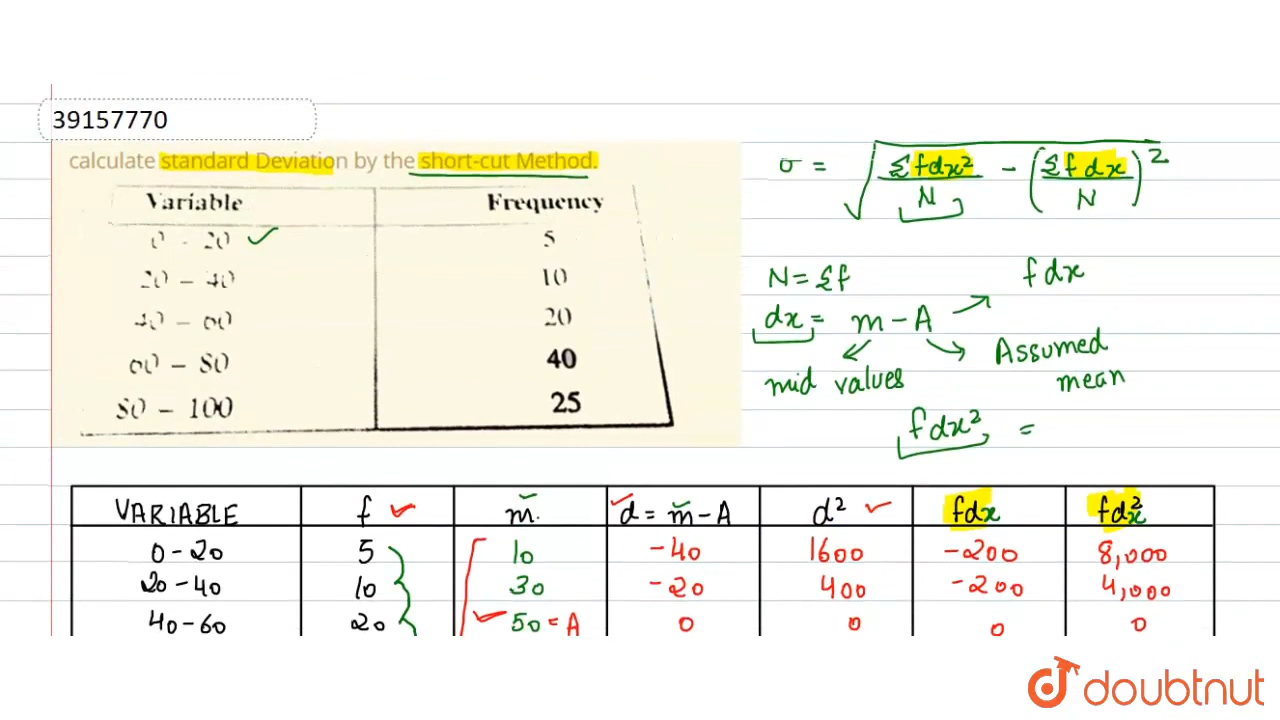 39157770
calculate standard Deviation by the short-cut Method.
Variable Frequency
0 - 20 5
20 - 40 10
40 - 60 20
60 - 80 40
80 - 100 25
σ = √ Σfdx²/N - (Σfdx/N)²
N = Σf fdx
dx = m - A
mid values Assumed mean
fdx² =
VARIABLE f m. d = m - A d² fdx fdx²
0-20 5 10 -40 1600 -200 8,000
20-40 10 30 -20 400 -200 4,000
40-60 20 50 = A 0 0 0 0
doubtnut